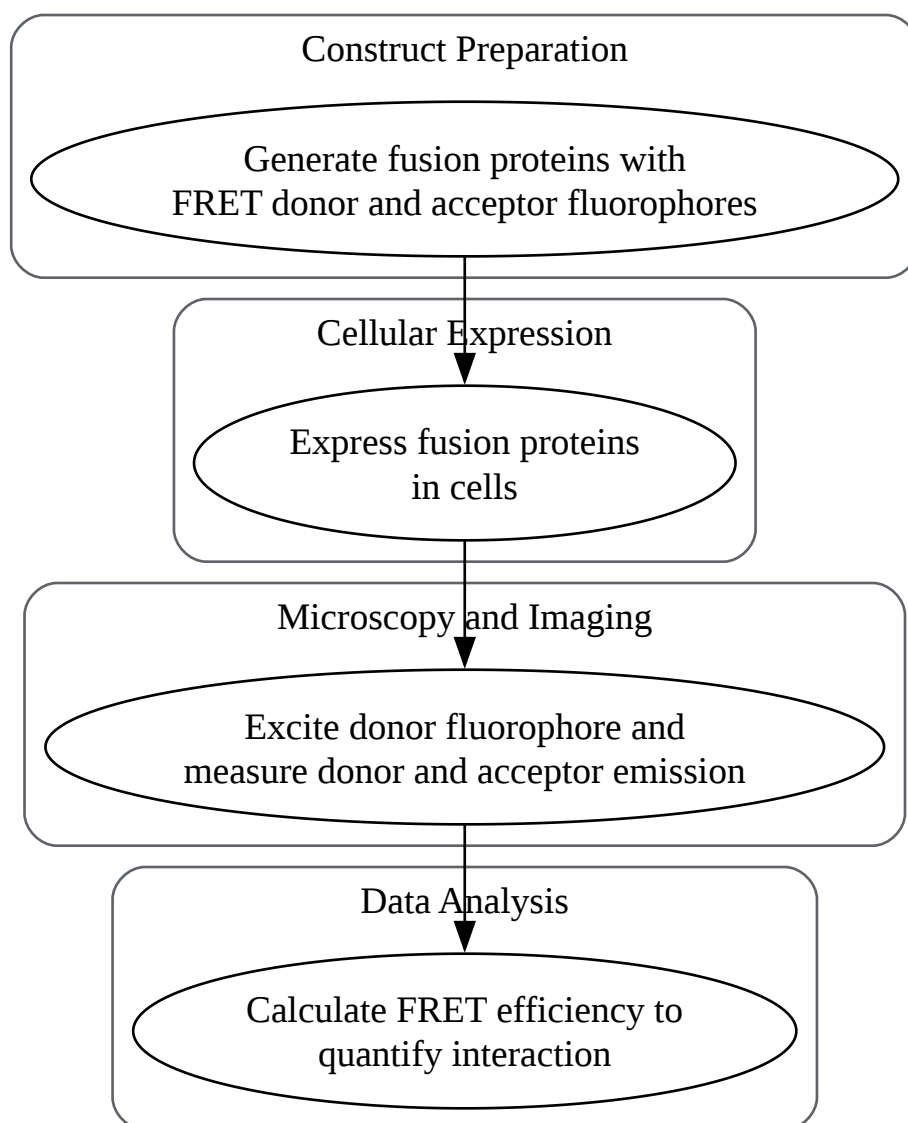 Construct Preparation
Generate fusion proteins with
FRET donor and acceptor fluorophores
Cellular Expression
Express fusion proteins
in cells
Microscopy and Imaging
Excite donor fluorophore and
measure donor and acceptor emission
Data Analysis
Calculate FRET efficiency to
quantify interaction